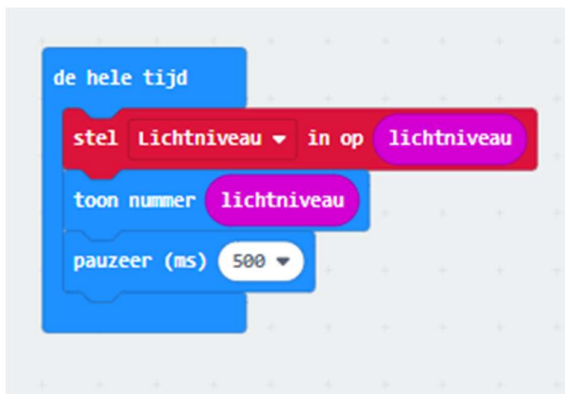 de hele tijd
stel Lichtniveau in op lichtniveau
toon nummer lichtniveau
pauzeer (ms) 500